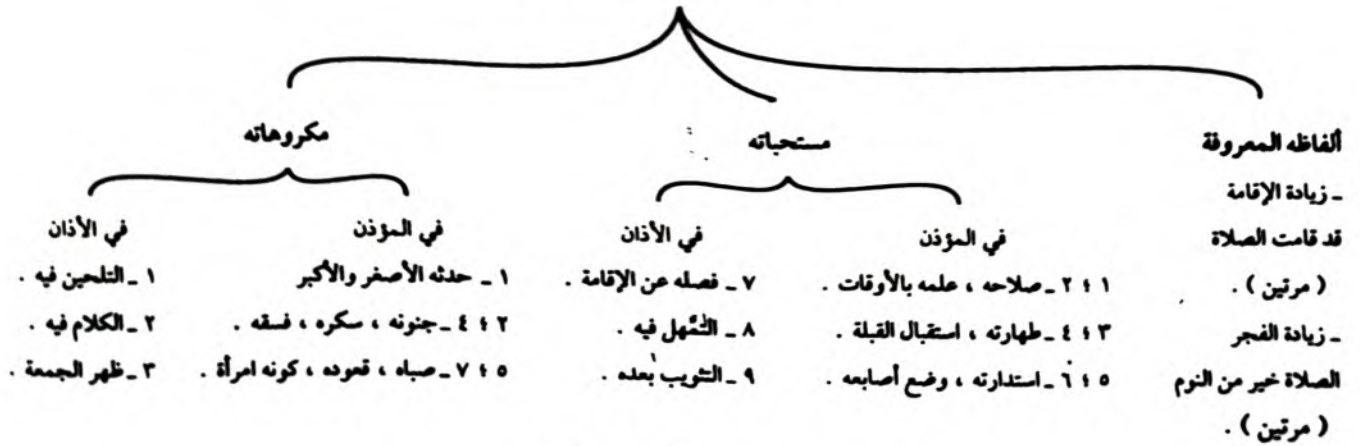 ألفاظه المعروفة
ـ زيادة الإقامة
قد قامت الصلاة
( مرتين ) .
ـ زيادة الفجر
الصلاة خير من النوم
( مرتين ) .
مستحباته
في المؤذن
١ ؛ ٢ ـ صلاحه ، علمه بالأوقات .
٣ ؛ ٤ ـ طهارته ، استقبال القبلة .
٥ ؛ ٦ ـ استدارته ، وضع أصابعه .
في الأذان
٧ ـ فصله عن الإقامة .
٨ ـ التَّمهل فيه .
٩ ـ التثويب بعده .
مكروهاته
في المؤذن
١ ـ حدثه الأصغر والأكبر
٢ ؛ ٤ ـ جنونه ، سكره ، فسقه .
٥ ؛ ٧ ـ صباه ، قعوده ، كونه امرأة .
في الأذان
١ ـ التلحين فيه .
٢ ـ الكلام فيه .
٣ ـ ظهر الجمعة .